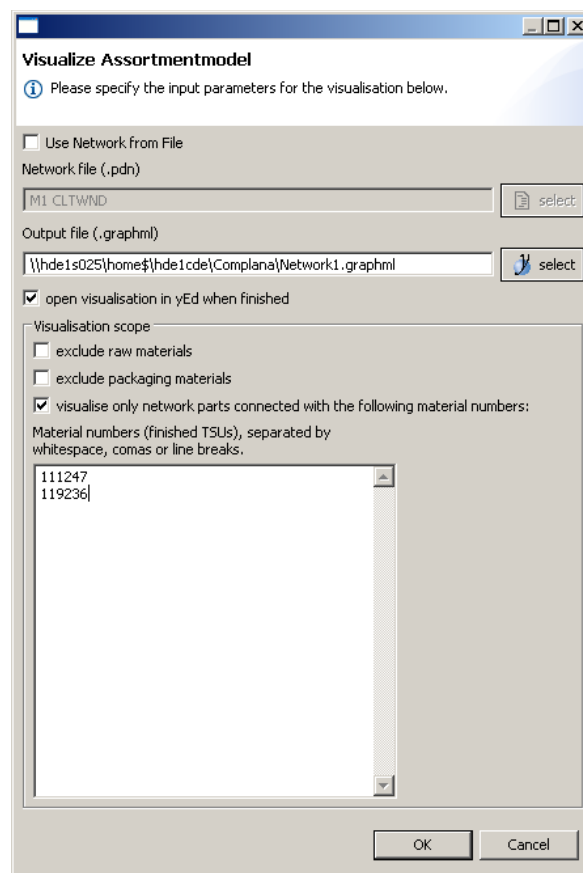 Visualize Assortmentmodel
Please specify the input parameters for the visualisation below.
Use Network from File
Network file (.pdn)
M1 CLTWND
select
Output file (.graphml)
\\hde1s025\home$\hde1cde\Complana\Network1.graphml
select
open visualisation in yEd when finished
Visualisation scope
exclude raw materials
exclude packaging materials
visualise only network parts connected with the following material numbers:
Material numbers (finished TSUs), separated by
whitespace, comas or line breaks.
111247
119236
OK
Cancel